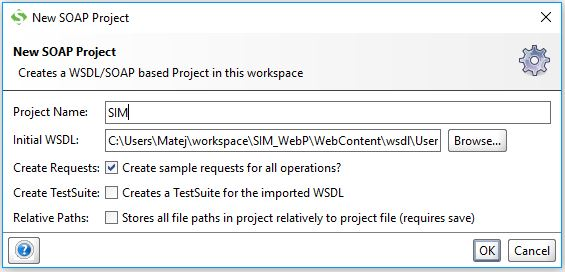 New SOAP Project
New SOAP Project
Creates a WSDL/SOAP based Project in this workspace
Project Name: SIM
Initial WSDL: C:\Users\Matej\workspace\SIM_WebP\WebContent\wsdl\User Browse...
Create Requests: Create sample requests for all operations?
Create TestSuite: Creates a TestSuite for the imported WSDL
Relative Paths: Stores all file paths in project relatively to project file (requires save)
? OK Cancel